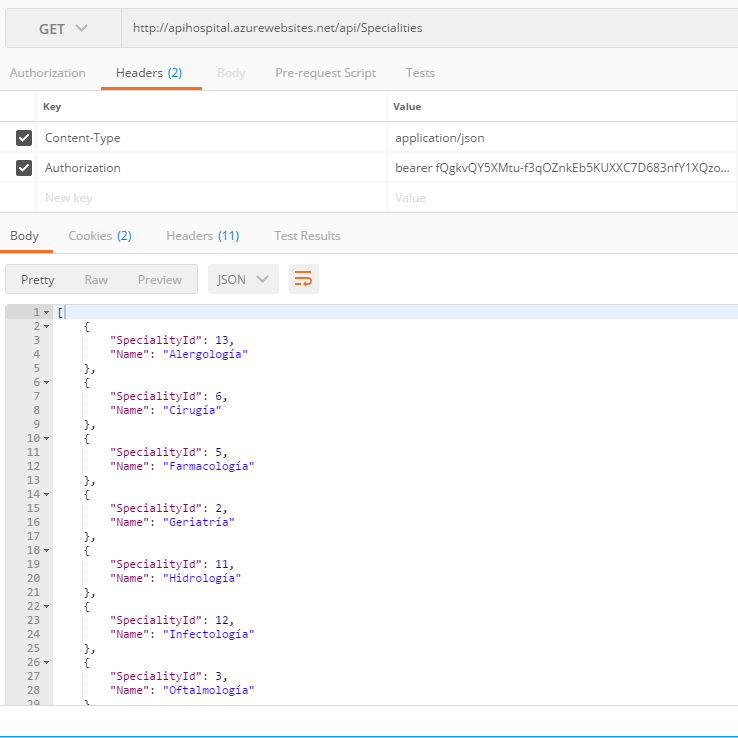 GET http://apihospital.azurewebsites.net/api/Specialities
Authorization Headers (2) Body Pre-request Script Tests
Key Value
Content-Type application/json
Authorization bearer fQgkvQY5XMtu-f3qOZnkEb5KUXXC7D683nfY1XQzo...
New key Value
Body Cookies (2) Headers (11) Test Results
Pretty Raw Preview JSON
1 [
2 {
3 "SpecialityId": 13,
4 "Name": "Alergología"
5 },
6 {
7 "SpecialityId": 6,
8 "Name": "Cirugía"
9 },
10 {
11 "SpecialityId": 5,
12 "Name": "Farmacología"
13 },
14 {
15 "SpecialityId": 2,
16 "Name": "Geriatría"
17 },
18 {
19 "SpecialityId": 11,
20 "Name": "Hidrología"
21 },
22 {
23 "SpecialityId": 12,
24 "Name": "Infectología"
25 },
26 {
27 "SpecialityId": 3,
28 "Name": "Oftalmología"
29 }